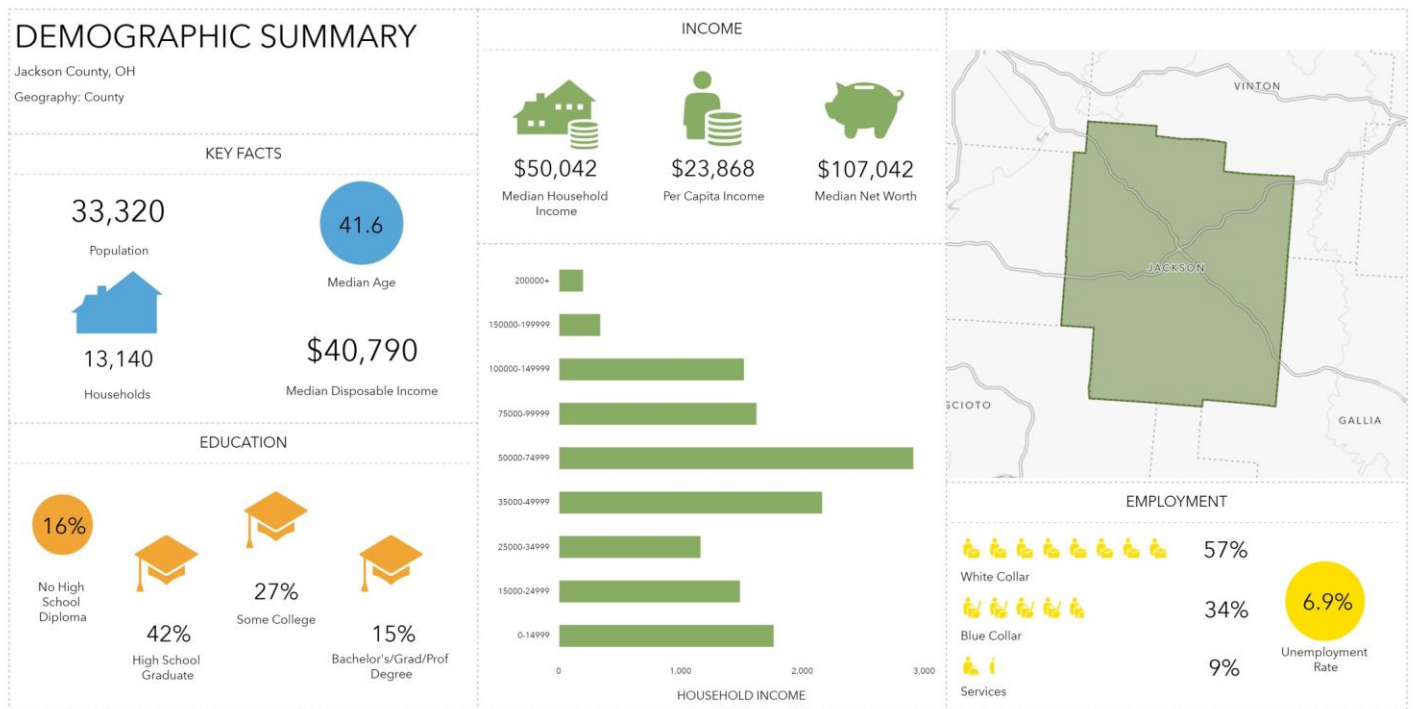 DEMOGRAPHIC SUMMARY
Jackson County, OH
Geography: County
KEY FACTS
33,320
Population
41.6
Median Age
13,140
Households
$40,790
Median Disposable Income
EDUCATION
16%
No High
School
Diploma
42%
High School
Graduate
27%
Some College
15%
Bachelor's/Grad/Prof
Degree
INCOME
$50,042
Median Household
Income
$23,868
Per Capita Income
$107,042
Median Net Worth
200000+
150000-199999
100000-149999
75000-99999
50000-74999
35000-49999
25000-34999
15000-24999
0-14999
0
1,000
2,000
3,000
HOUSEHOLD INCOME
VINTON
JACKSON
SCIOTO
GALLIA
EMPLOYMENT
57%
White Collar
34%
Blue Collar
9%
Services
6.9%
Unemployment
Rate